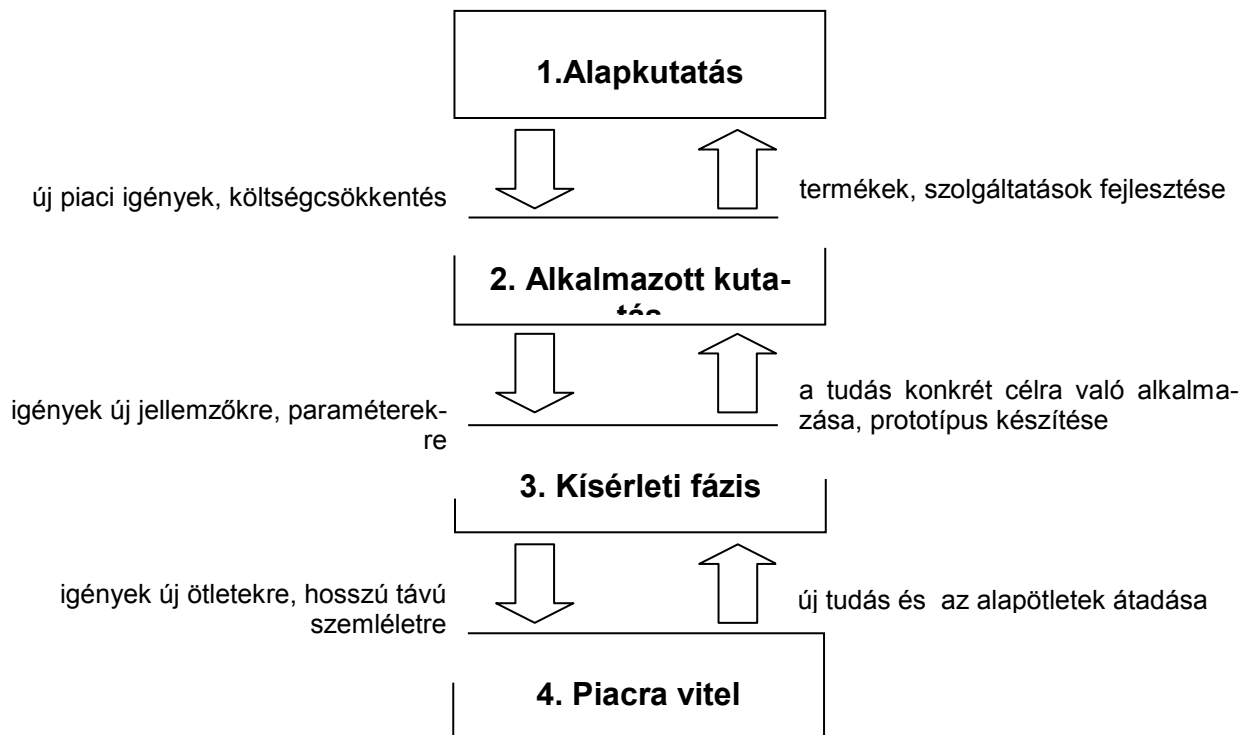 1.Alapkutatás
új piaci igények, költségcsökkentés
termékek, szolgáltatások fejlesztése
2. Alkalmazott kuta-
tás
igények új jellemzőkre, paraméterek-
re
a tudás konkrét célra való alkalma-
zása, prototípus készítése
3. Kísérleti fázis
igények új ötletekre, hosszú távú
szemléletre
új tudás és az alapötletek átadása
4. Piacra vitel